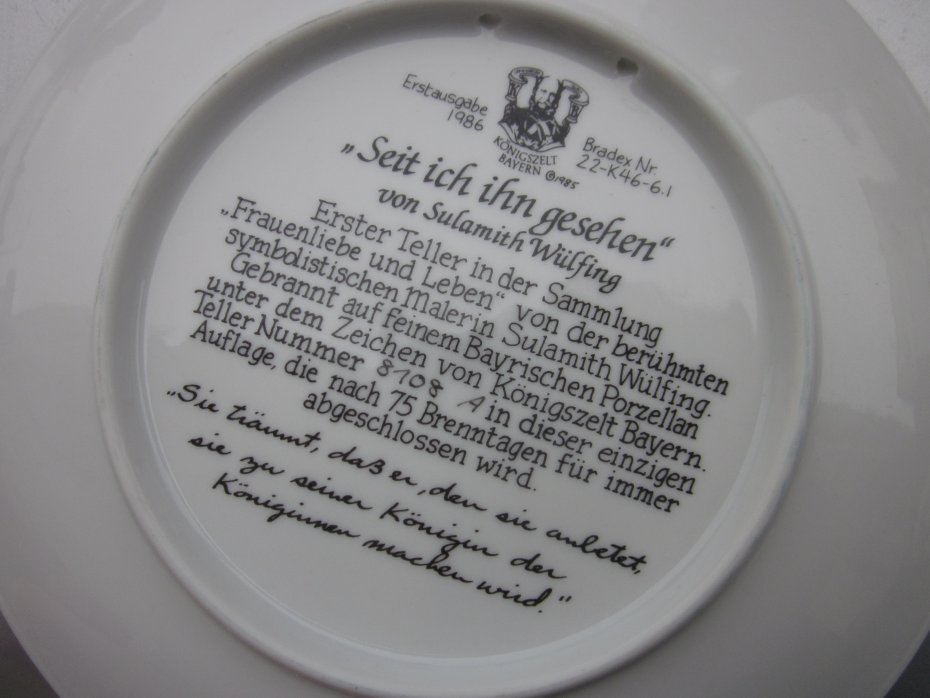 Erstausgabe
1986
KÖNIGSZELT
BAYERN ©1985
Bradex Nr.
22-K46-6.1
„Seit ich ihn gesehen“
von Sulamith Wülfing
Erster Teller in der Sammlung
„Frauenliebe und Leben“ von der berühmten
symbolistischen Malerin Sulamith Wülfing.
Gebrannt auf feinem Bayrischen Porzellan
unter dem Zeichen von Königszelt Bayern.
Teller Nummer 8108 A in dieser einzigen
Auflage, die nach 75 Brenntagen für immer
abgeschlossen wird.
„Sie träumt, daß er, den sie anbetet,
sie zu seiner Königin der
Königinnen machen wird.“